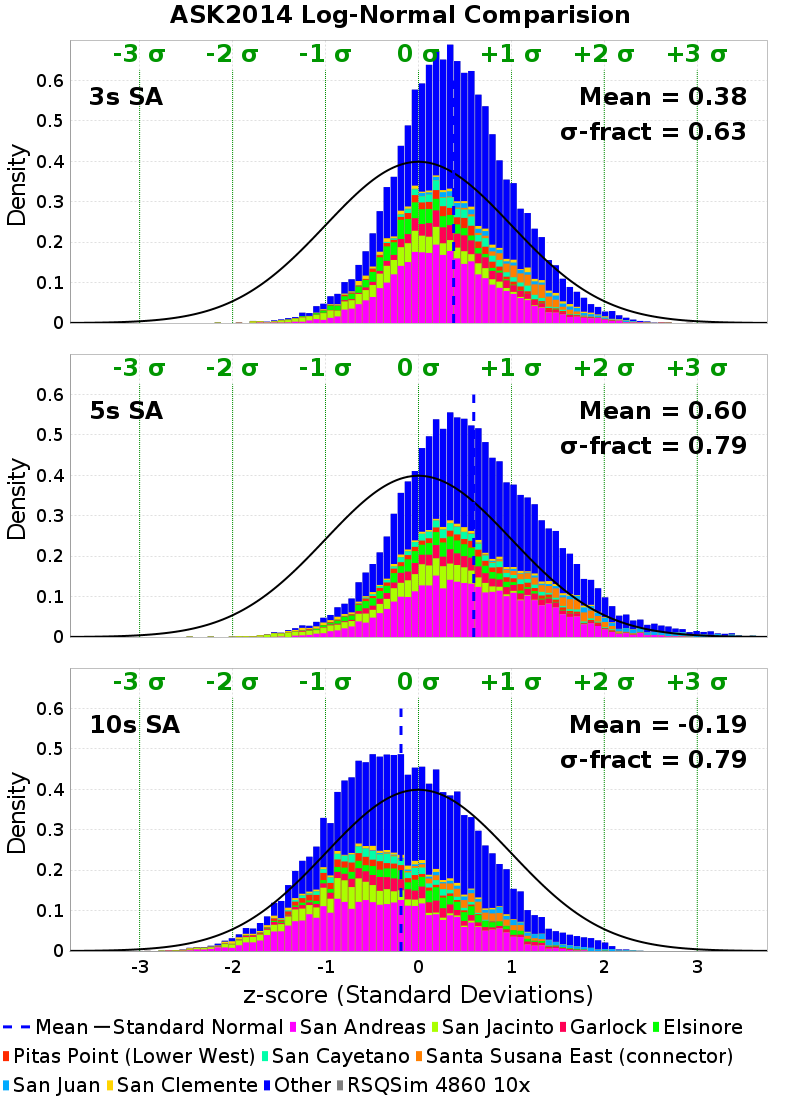 ASK2014 Log-Normal Comparision
-3 σ -2 σ -1 σ 0 σ +1 σ +2 σ +3 σ
3s SA
Mean = 0.38
σ-fract = 0.63
0.6
0.5
0.4
0.3
0.2
0.1
0
Density
-3 σ -2 σ -1 σ 0 σ +1 σ +2 σ +3 σ
5s SA
Mean = 0.60
σ-fract = 0.79
0.6
0.5
0.4
0.3
0.2
0.1
0
Density
-3 σ -2 σ -1 σ 0 σ +1 σ +2 σ +3 σ
10s SA
Mean = -0.19
σ-fract = 0.79
0.6
0.5
0.4
0.3
0.2
0.1
0
Density
-3 -2 -1 0 1 2 3
z-score (Standard Deviations)
Mean Standard Normal San Andreas San Jacinto Garlock Elsinore
Pitas Point (Lower West) San Cayetano Santa Susana East (connector)
San Juan San Clemente Other RSQSim 4860 10x